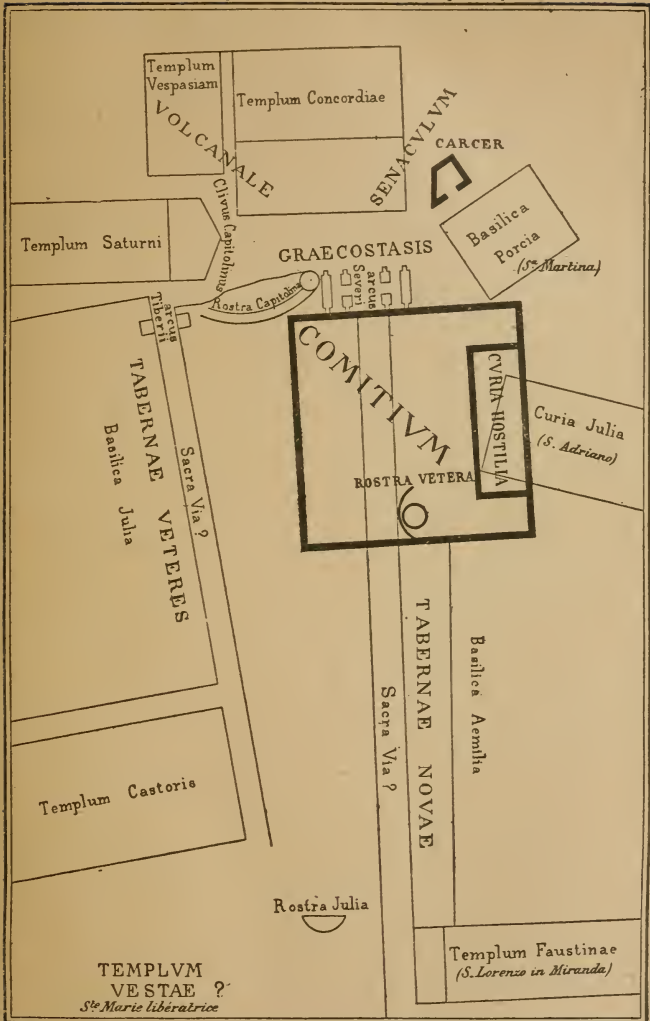 Templum
Vespasiani
Templum Concordiae
VOLCANALE
SENACVLVM
CARCER
Clivus Capitolinus
Basilica
Porcia
(Sta Martina)
Templum Saturni
GRAECOSTASIS
arcus
Severi
Rostra Capitolina
arcus
Tiberii
COMITIVM
CVRIA HOSTILIA
Curia Julia
(S. Adriano)
ROSTRA VETERA
TABERNAE VETERES
Sacra Via ?
Basilica Julia
TABERNAE NOVAE
Sacra Via ?
Basilica Aemilia
Templum Castoris
Rostra Julia
Templum Faustinae
(S. Lorenzo in Miranda)
TEMPLVM
VESTAE ?
Ste Marie libératrice